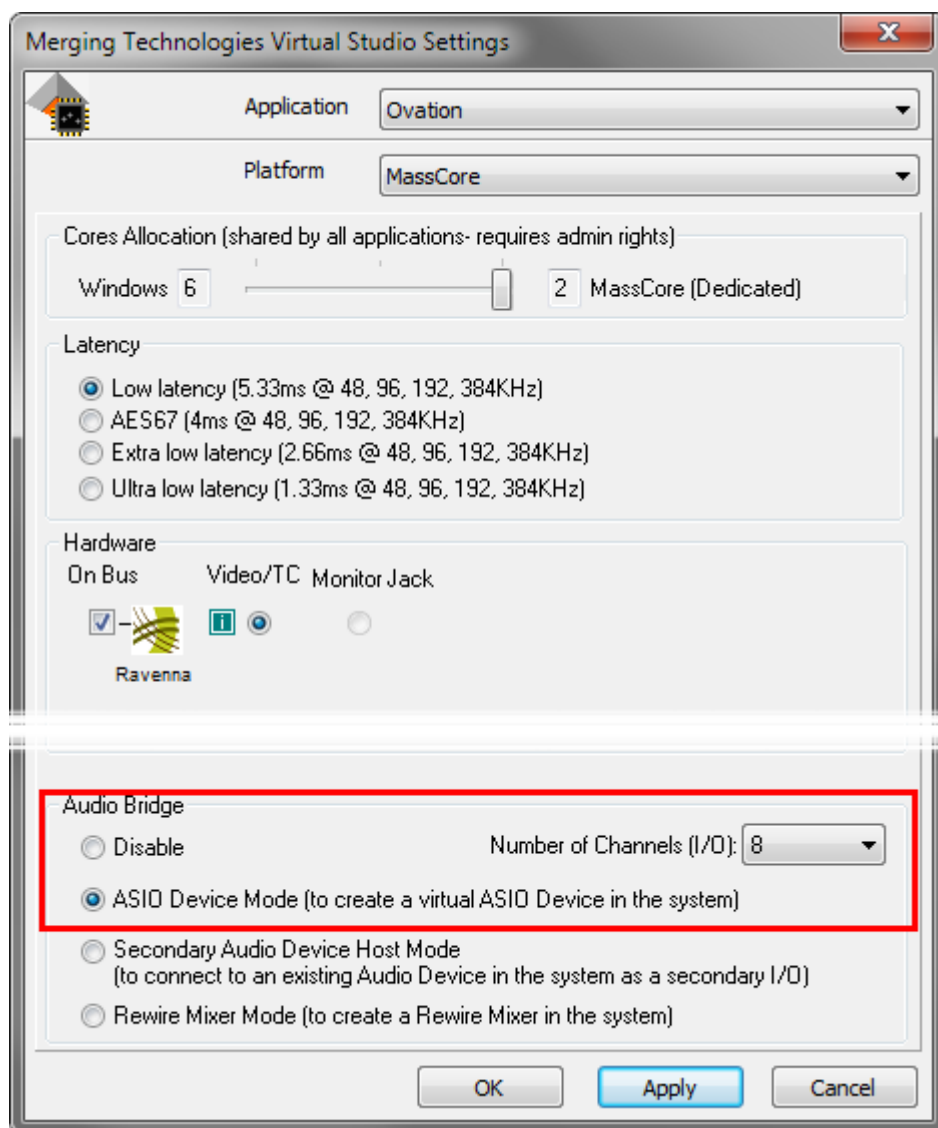 Merging Technologies Virtual Studio Settings
Application Ovation
Platform MassCore
Cores Allocation (shared by all applications- requires admin rights)
Windows 6 2 MassCore (Dedicated)
Latency
Low latency (5.33ms @ 48, 96, 192, 384KHz)
AES67 (4ms @ 48, 96, 192, 384KHz)
Extra low latency (2.66ms @ 48, 96, 192, 384KHz)
Ultra low latency (1.33ms @ 48, 96, 192, 384KHz)
Hardware
On Bus Video/TC Monitor Jack
i
Ravenna
Audio Bridge
Disable Number of Channels (I/O): 8
ASIO Device Mode (to create a virtual ASIO Device in the system)
Secondary Audio Device Host Mode
(to connect to an existing Audio Device in the system as a secondary I/O)
Rewire Mixer Mode (to create a Rewire Mixer in the system)
OK Apply Cancel